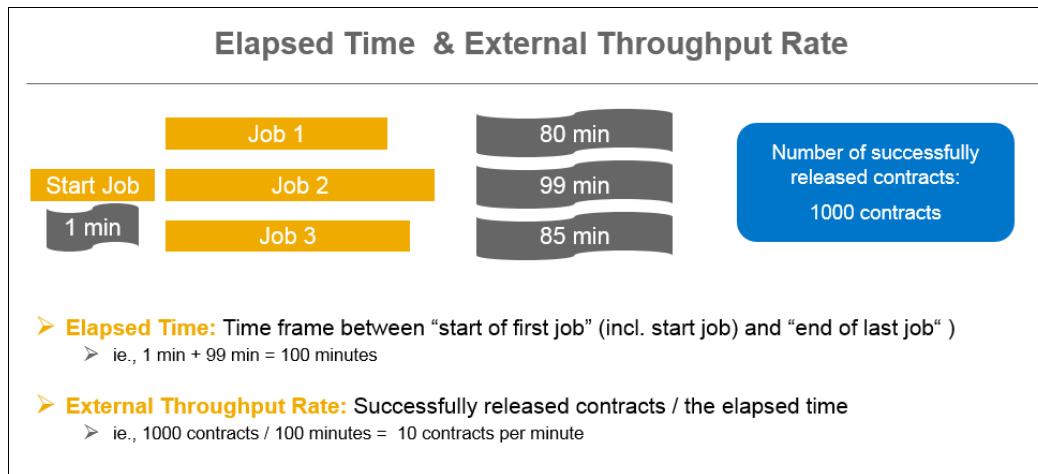 Elapsed Time & External Throughput Rate
Job 1
80 min
Number of successfully
released contracts:
1000 contracts
Start Job
Job 2
99 min
1 min
Job 3
85 min
Elapsed Time: Time frame between “start of first job” (incl. start job) and “end of last job“ )
ie., 1 min + 99 min = 100 minutes
External Throughput Rate: Successfully released contracts / the elapsed time
ie., 1000 contracts / 100 minutes = 10 contracts per minute